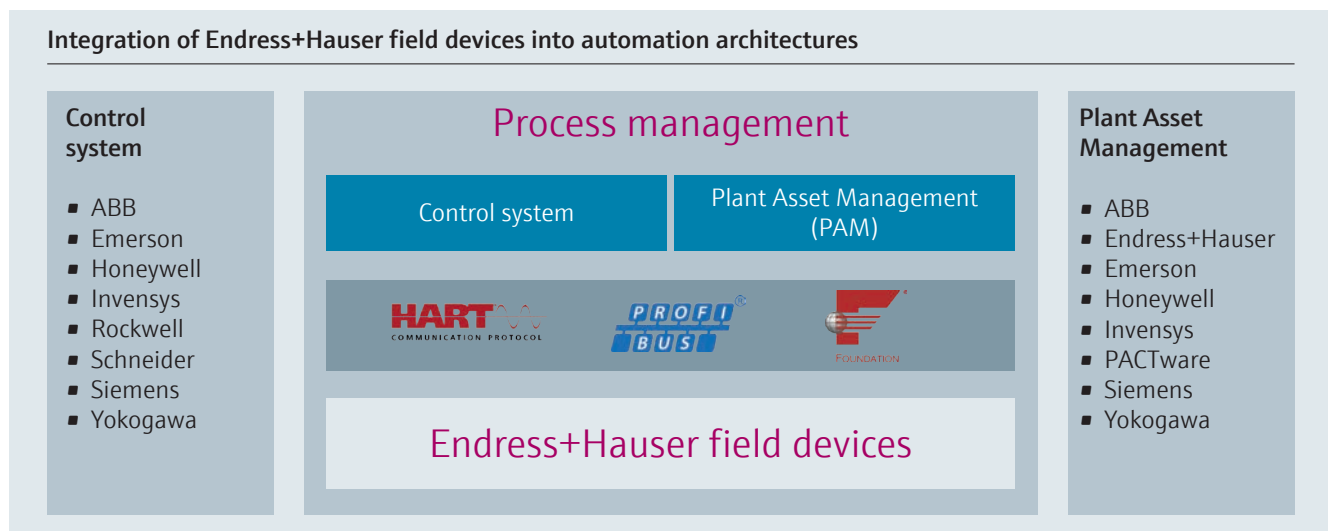 Integration of Endress+Hauser field devices into automation architectures
Control
system
▪ ABB
▪ Emerson
▪ Honeywell
▪ Invensys
▪ Rockwell
▪ Schneider
▪ Siemens
▪ Yokogawa
Process management
Control system
Plant Asset Management
(PAM)
HART
COMMUNICATION PROTOCOL
PROFI
BUS
®
F
®
FOUNDATION
Endress+Hauser field devices
Plant Asset
Management
▪ ABB
▪ Endress+Hauser
▪ Emerson
▪ Honeywell
▪ Invensys
▪ PACTware
▪ Siemens
▪ Yokogawa